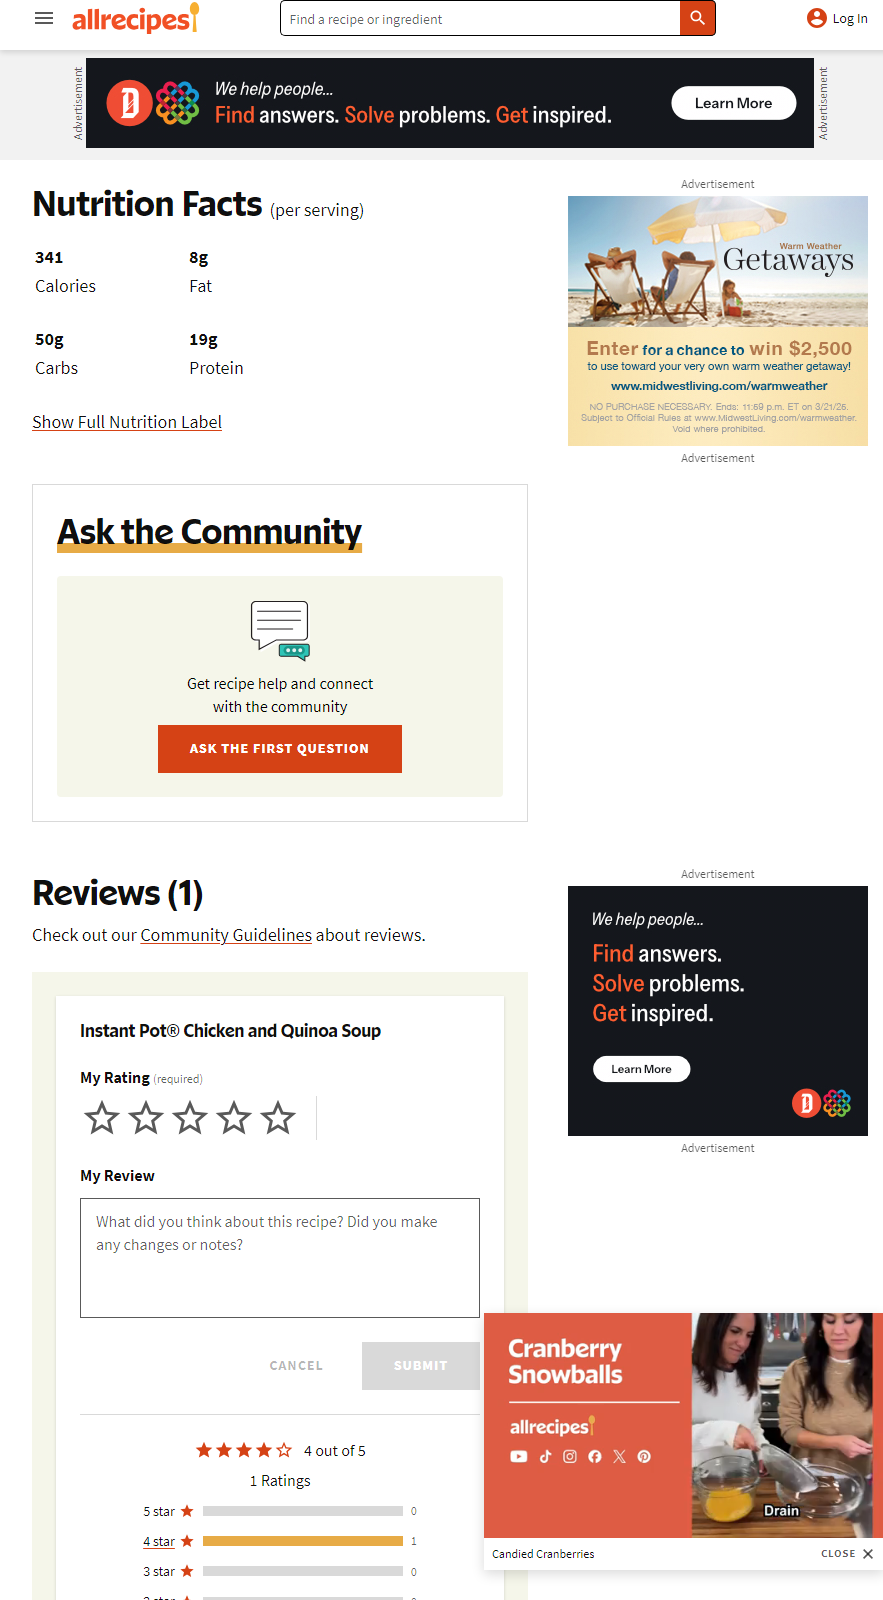 allrecipes
Find a recipe or ingredient
Log In
Advertisement
We help people...
Find answers. Solve problems. Get inspired.
Learn More
Advertisement
Nutrition Facts (per serving)
341
Calories
8g
Fat
50g
Carbs
19g
Protein
Show Full Nutrition Label
Advertisement
Warm Weather
Getaways
Enter for a chance to win $2,500
to use toward your very own warm weather getaway!
www.midwestliving.com/warmweather
NO PURCHASE NECESSARY. Ends: 11:59 p.m. ET on 3/21/25.
Subject to Official Rules at www.MidwestLiving.com/warmweather.
Void where prohibited.
Advertisement
Ask the Community
Get recipe help and connect
with the community
ASK THE FIRST QUESTION
Reviews (1)
Check out our Community Guidelines about reviews.
Advertisement
We help people...
Find answers.
Solve problems.
Get inspired.
Learn More
Advertisement
Instant Pot® Chicken and Quinoa Soup
My Rating (required)
My Review
What did you think about this recipe? Did you make
any changes or notes?
CANCEL
SUBMIT
4 out of 5
1 Ratings
5 star 0
4 star 1
3 star 0
Cranberry
Snowballs
allrecipes
Drain
Candied Cranberries
CLOSE